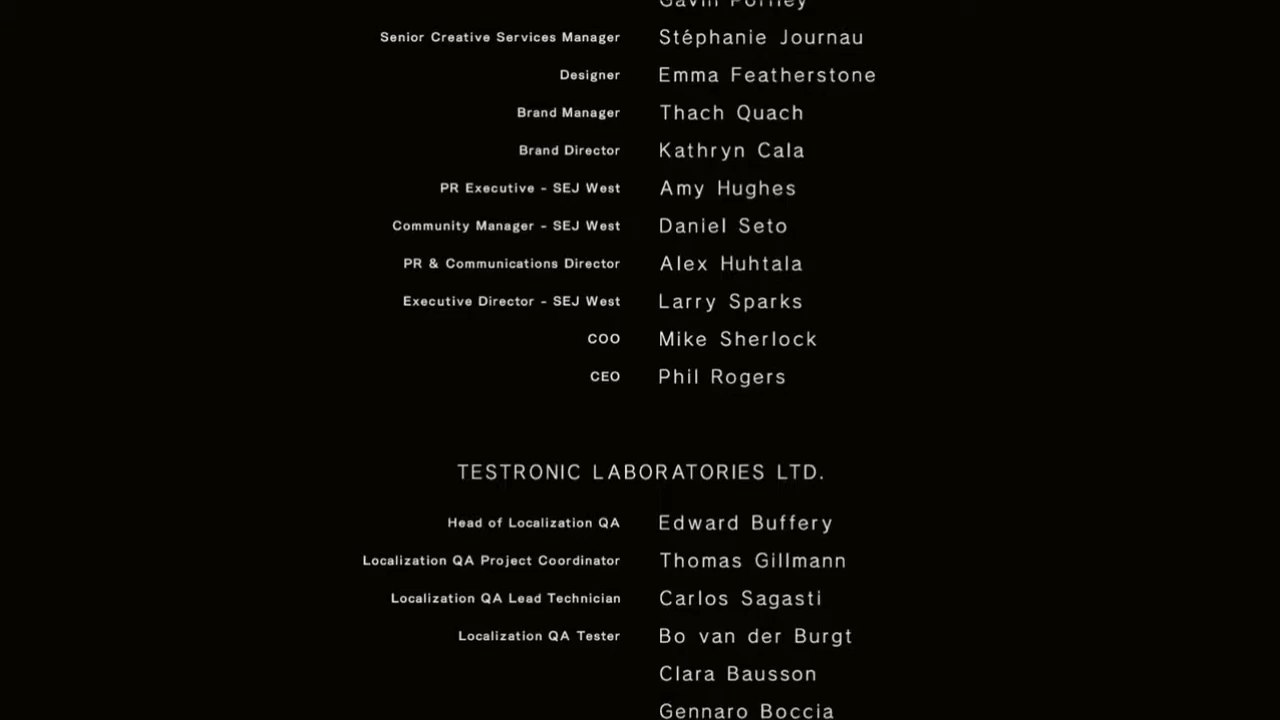 Senior Creative Services Manager Stéphanie Journau
Designer Emma Featherstone
Brand Manager Thach Quach
Brand Director Kathryn Cala
PR Executive - SEJ West Amy Hughes
Community Manager - SEJ West Daniel Seto
PR & Communications Director Alex Huhtala
Executive Director - SEJ West Larry Sparks
COO Mike Sherlock
CEO Phil Rogers
TESTRONIC LABORATORIES LTD.
Head of Localization QA Edward Buffery
Localization QA Project Coordinator Thomas Gillmann
Localization QA Lead Technician Carlos Sagasti
Localization QA Tester Bo van der Burgt
Clara Bausson
Gennaro Boccia